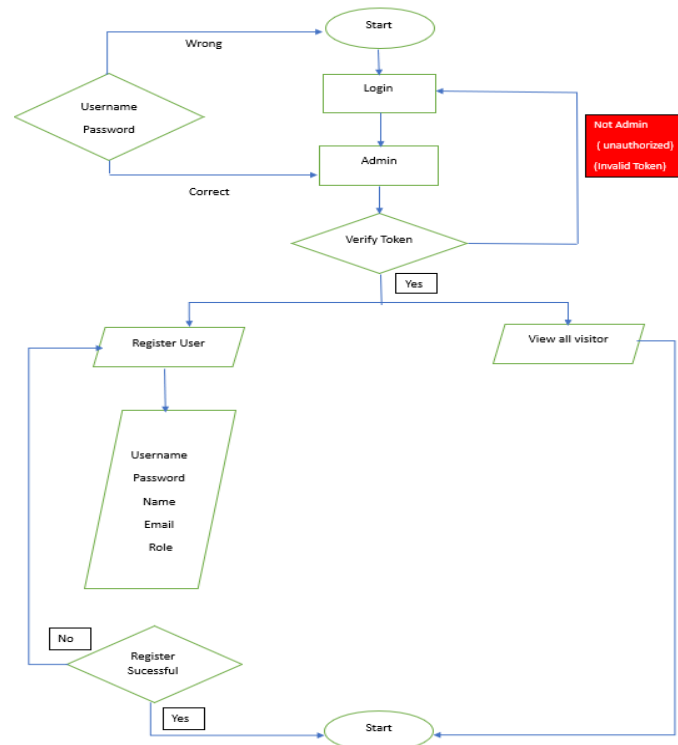 Start
Wrong
Login
Username
Password
Not Admin
( unauthorized}
{Invalid Token}
Admin
Correct
Verify Token
Yes
Register User
View all visitor
Username
Password
Name
Email
Role
No
Register
Sucessful
Yes
Start